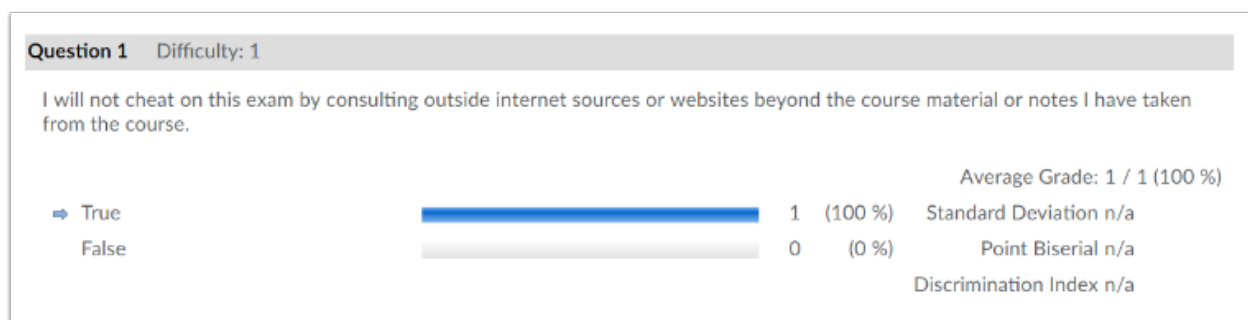 Question 1 Difficulty: 1
I will not cheat on this exam by consulting outside internet sources or websites beyond the course material or notes I have taken
from the course.
Average Grade: 1 / 1 (100 %)
True 1 (100 %) Standard Deviation n/a
False 0 (0 %) Point Biserial n/a
Discrimination Index n/a